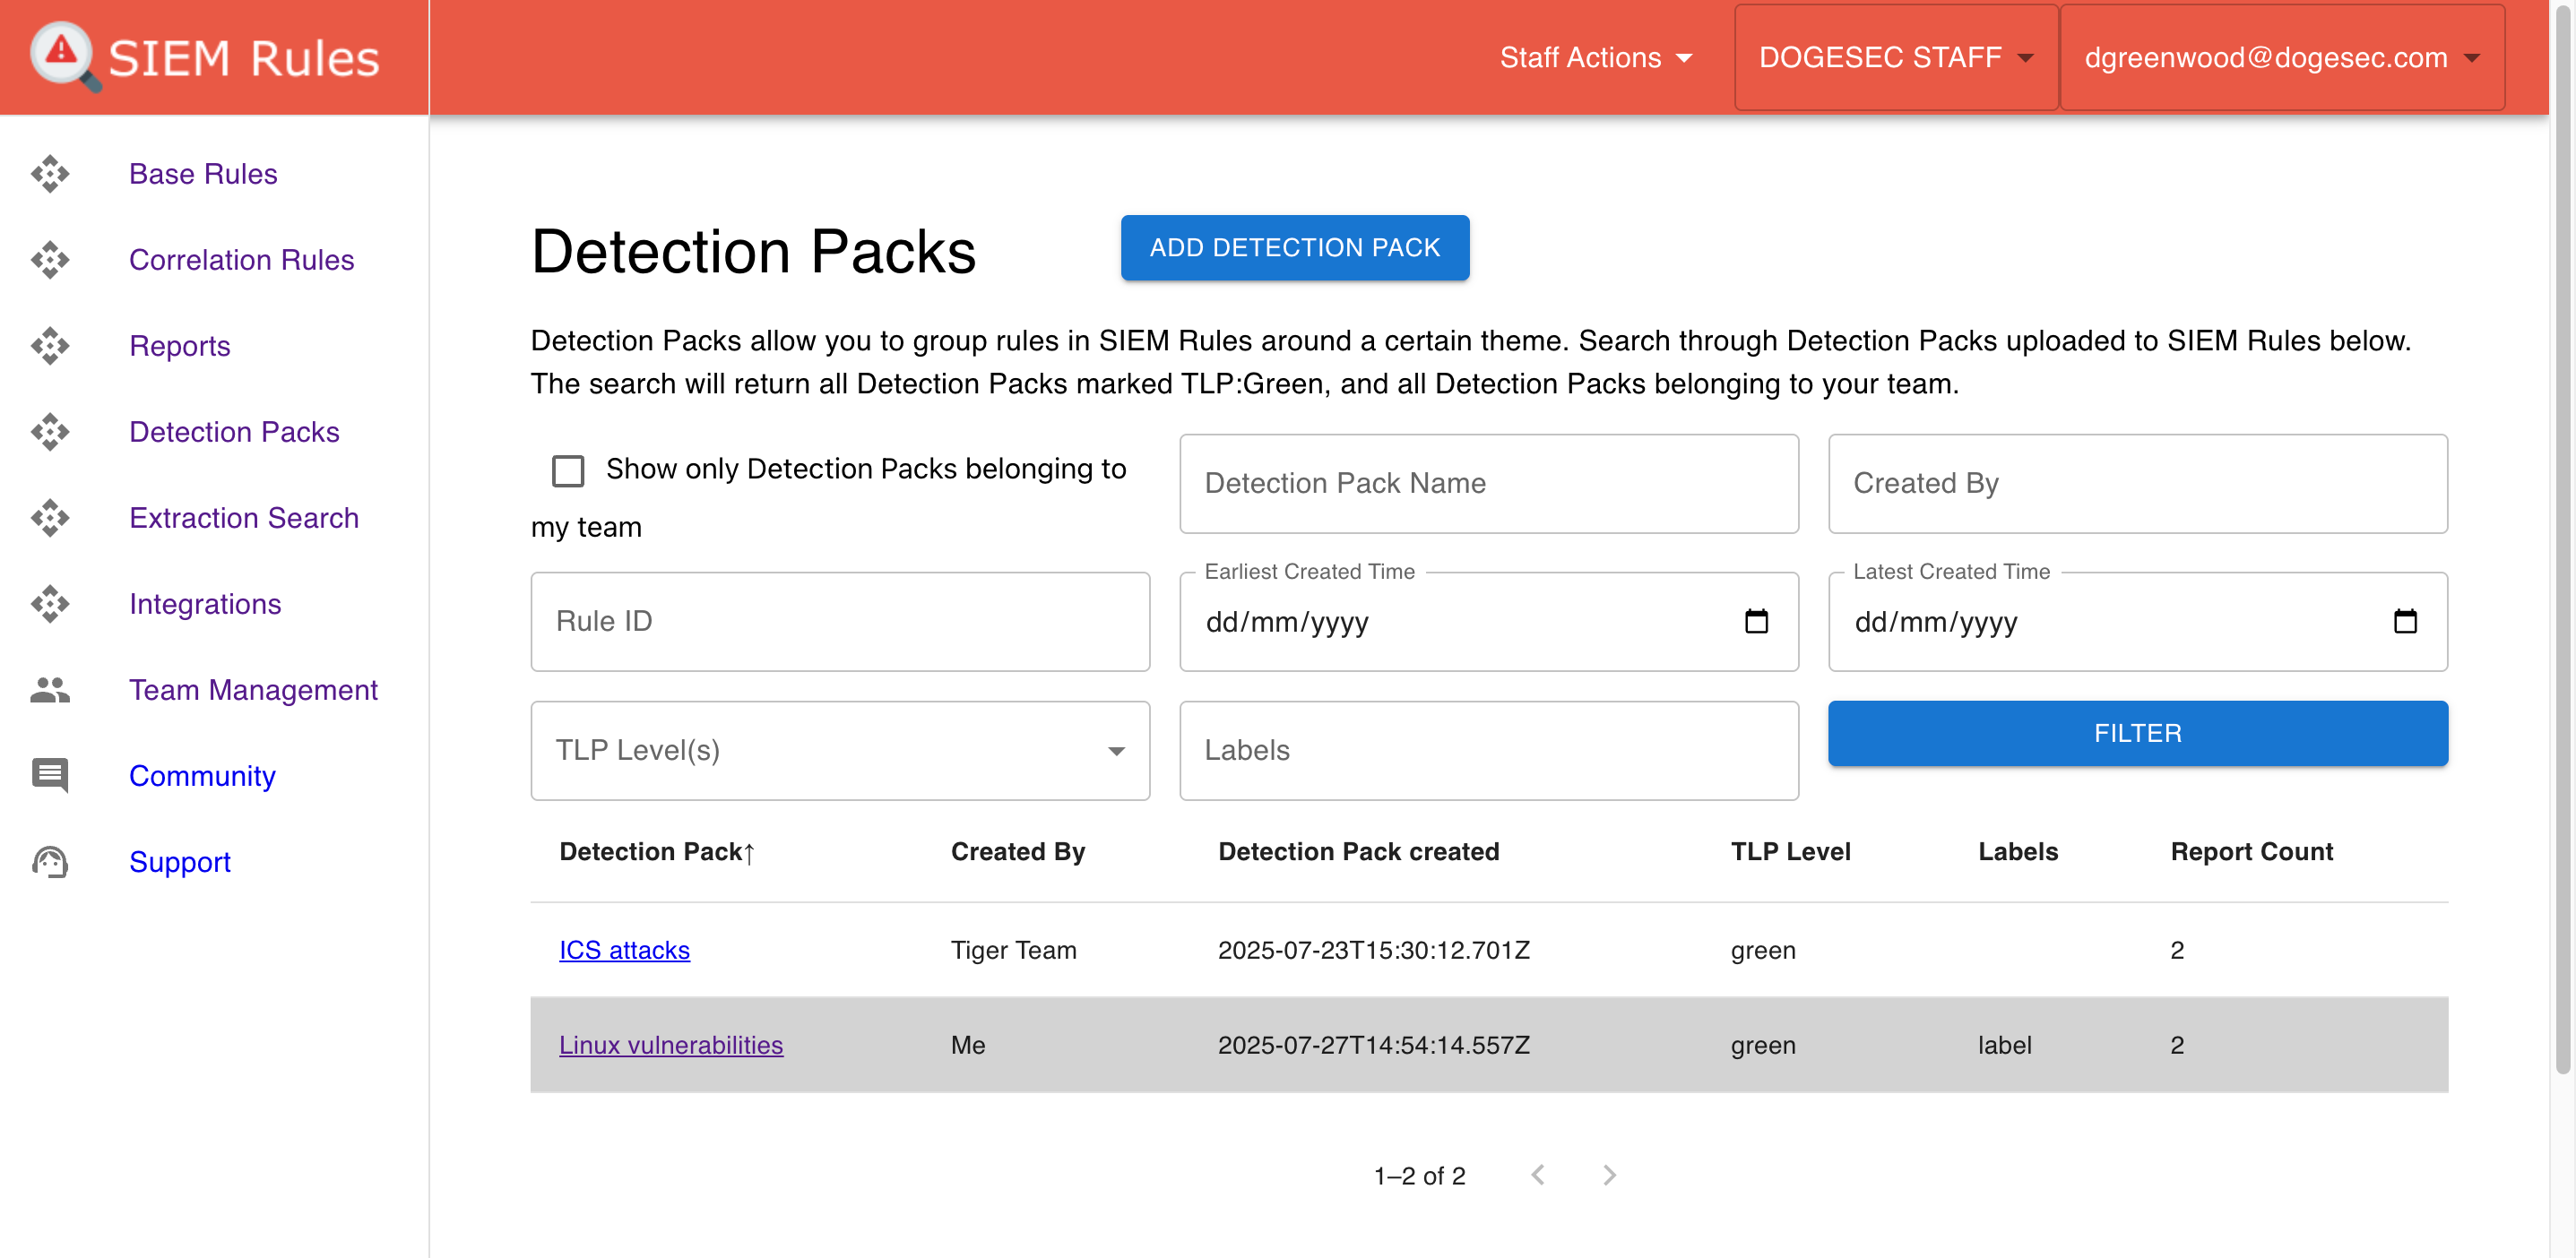 SIEM Rules
Staff Actions
DOGESEC STAFF
dgreenwood@dogesec.com
Base Rules
Correlation Rules
Reports
Detection Packs
Extraction Search
Integrations
Team Management
Community
Support
Detection Packs
ADD DETECTION PACK
Detection Packs allow you to group rules in SIEM Rules around a certain theme. Search through Detection Packs uploaded to SIEM Rules below.
The search will return all Detection Packs marked TLP:Green, and all Detection Packs belonging to your team.
Show only Detection Packs belonging to
my team
Detection Pack Name
Created By
Rule ID
Earliest Created Time
dd/mm/yyyy
Latest Created Time
dd/mm/yyyy
TLP Level(s)
Labels
FILTER
Detection Pack↑ Created By Detection Pack created TLP Level Labels Report Count
ICS attacks Tiger Team 2025-07-23T15:30:12.701Z green 2
Linux vulnerabilities Me 2025-07-27T14:54:14.557Z green label 2
1–2 of 2